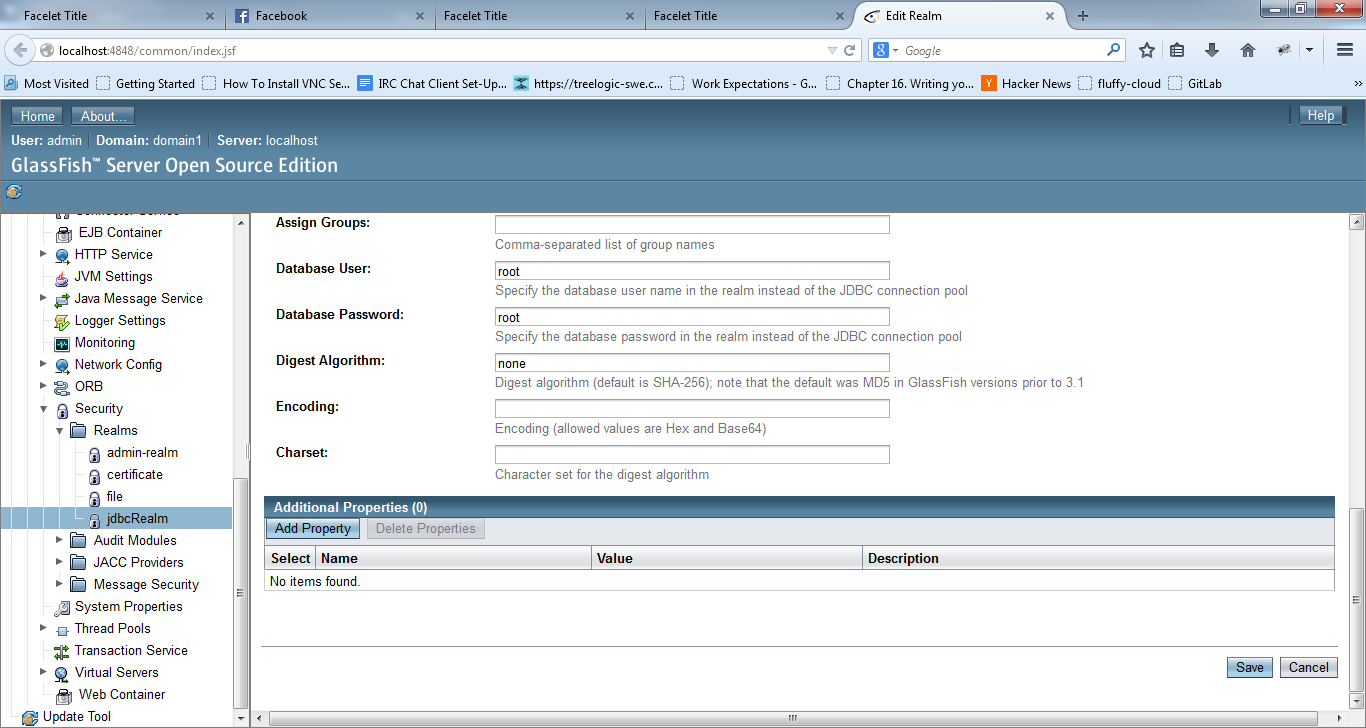 Facelet Title
Facebook
Facelet Title
Facelet Title
Edit Realm
localhost:4848/common/index.jsf
Google
Most Visited
Getting Started
How To Install VNC Se...
IRC Chat Client Set-Up...
https://treelogic-swe.c...
Work Expectations - G...
Chapter 16. Writing yo...
Hacker News
fluffy-cloud
GitLab
»
Home
About...
Help
User: admin
Domain: domain1
Server: localhost
GlassFish™ Server Open Source Edition
Connector Service
EJB Container
HTTP Service
JVM Settings
Java Message Service
Logger Settings
Monitoring
Network Config
ORB
Security
Realms
admin-realm
certificate
file
jdbcRealm
Audit Modules
JACC Providers
Message Security
System Properties
Thread Pools
Transaction Service
Virtual Servers
Web Container
Update Tool
Assign Groups:
Comma-separated list of group names
Database User:
root
Specify the database user name in the realm instead of the JDBC connection pool
Database Password:
root
Specify the database password in the realm instead of the JDBC connection pool
Digest Algorithm:
none
Digest algorithm (default is SHA-256); note that the default was MD5 in GlassFish versions prior to 3.1
Encoding:
Encoding (allowed values are Hex and Base64)
Charset:
Character set for the digest algorithm
Additional Properties (0)
Add Property
Delete Properties
Select
Name
Value
Description
No items found.
Save
Cancel